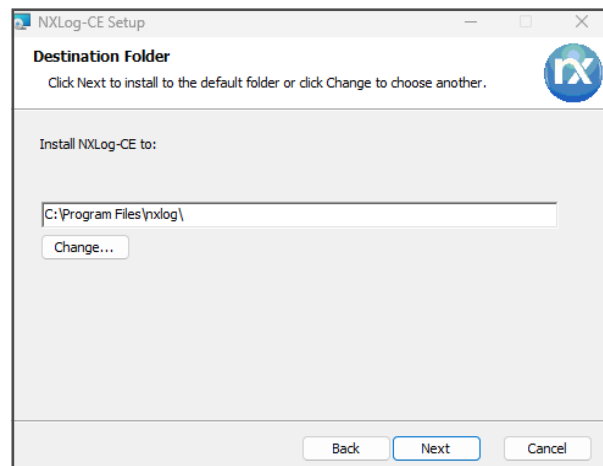 NXLog-CE Setup
Destination Folder
Click Next to install to the default folder or click Change to choose another.
nx
Install NXLog-CE to:
C:\Program Files\nxlog\
Change...
Back
Next
Cancel